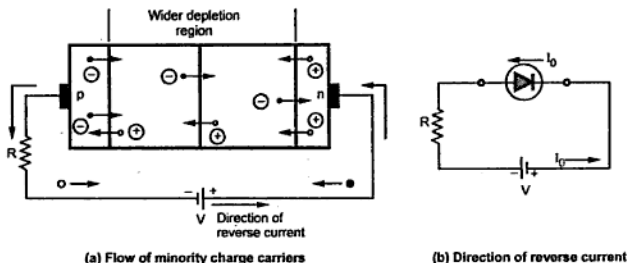 Wider depletion
region
p
n
R
− +
V
Direction of
reverse current
(a) Flow of minority charge carriers
I₀
R
− +
V
I₀
(b) Direction of reverse current